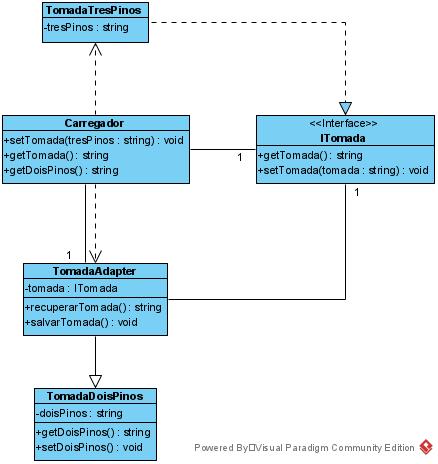 TomadaTresPinos
-tresPinos : string
Carregador
+setTomada(tresPinos : string) : void
+getTomada() : string
+getDoisPinos() : string
<<Interface>>
ITomada
+getTomada() : string
+setTomada(tomada : string) : void
1
1
1
TomadaAdapter
-tomada : ITomada
+recuperarTomada() : string
+salvarTomada() : void
TomadaDoisPinos
-doisPinos : string
+getDoisPinos() : string
+setDoisPinos() : void
Powered By Visual Paradigm Community Edition